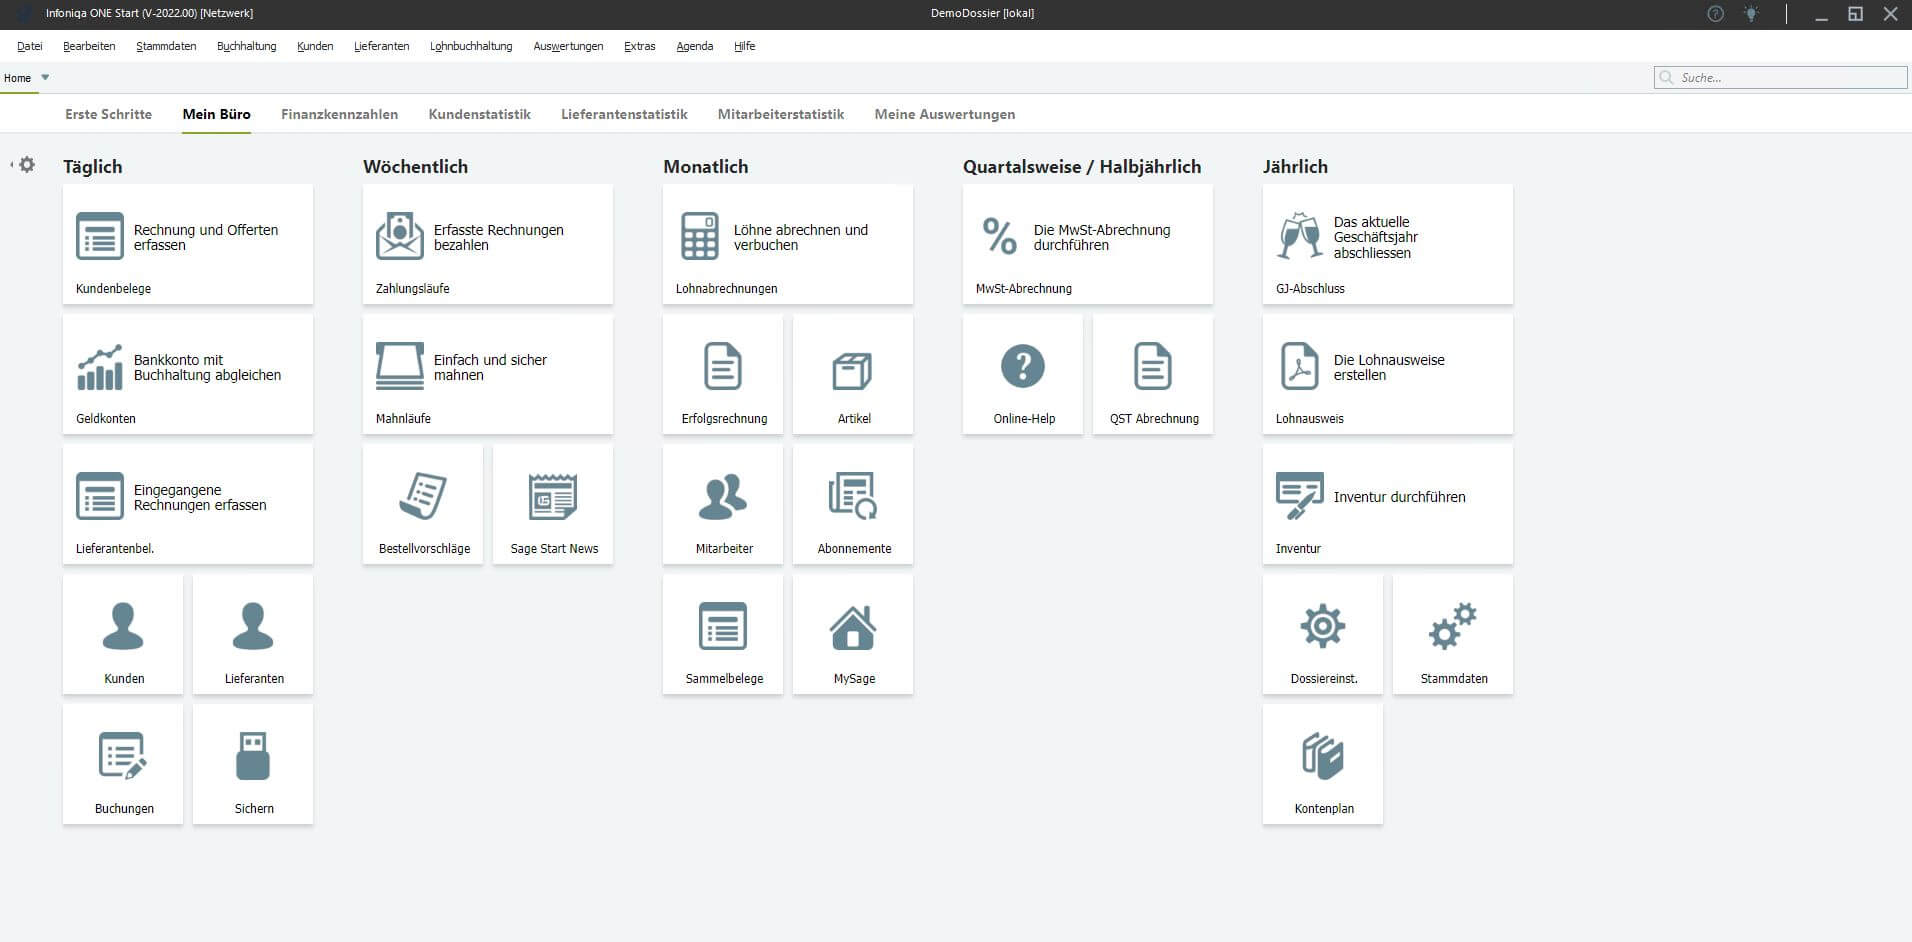 Infoniqa ONE Start (V-2022.00) [Netzwerk]
DemoDossier [lokal]
Datei Bearbeiten Stammdaten Buchhaltung Kunden Lieferanten Lohnbuchhaltung Auswertungen Extras Agenda Hilfe
Home
Suche...
Erste Schritte Mein Büro Finanzkennzahlen Kundenstatistik Lieferantenstatistik Mitarbeiterstatistik Meine Auswertungen
Täglich
Rechnung und Offerten
erfassen
Kundenbelege
Bankkonto mit
Buchhaltung abgleichen
Geldkonten
Eingegangene
Rechnungen erfassen
Lieferantenbel.
Kunden
Lieferanten
Buchungen
Sichern
Wöchentlich
Erfasste Rechnungen
bezahlen
Zahlungsläufe
Einfach und sicher
mahnen
Mahnläufe
Bestellvorschläge
Sage Start News
Monatlich
Löhne abrechnen und
verbuchen
Lohnabrechnungen
Erfolgsrechnung
Artikel
Mitarbeiter
Abonnemente
Sammelbelege
MySage
Quartalsweise / Halbjährlich
%
Die MwSt-Abrechnung
durchführen
MwSt-Abrechnung
?
Online-Help
QST Abrechnung
Jährlich
Das aktuelle
Geschäftsjahr
abschliessen
GJ-Abschluss
Die Lohnausweise
erstellen
Lohnausweis
Inventur durchführen
Inventur
Dossiereinst.
Stammdaten
Kontenplan